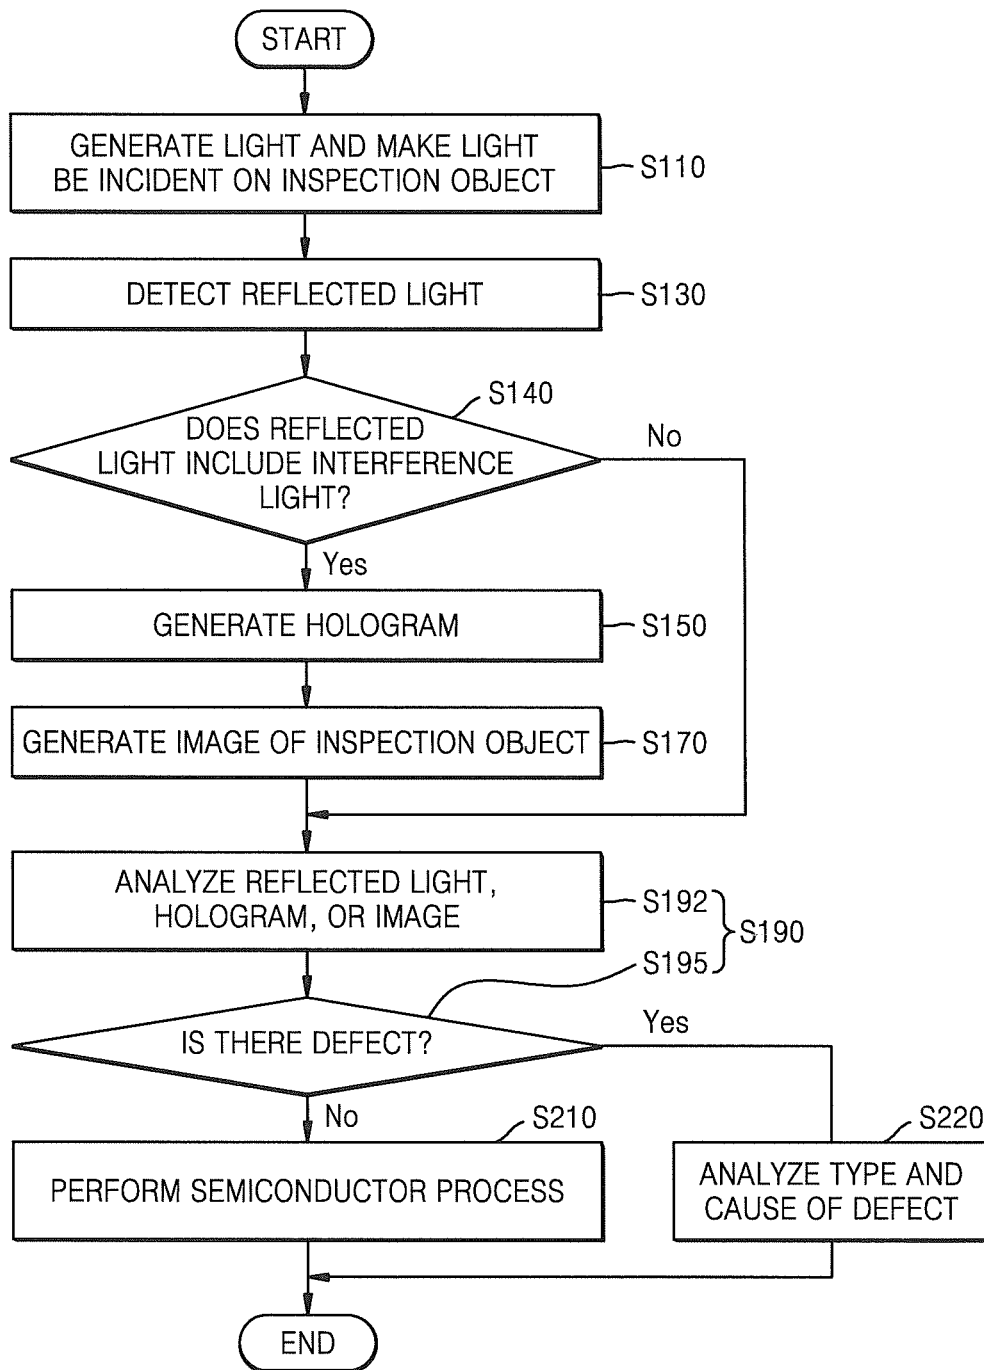 START
GENERATE LIGHT AND MAKE LIGHT
BE INCIDENT ON INSPECTION OBJECT
S110
DETECT REFLECTED LIGHT
S130
S140
DOES REFLECTED
LIGHT INCLUDE INTERFERENCE
LIGHT?
No
Yes
GENERATE HOLOGRAM
S150
GENERATE IMAGE OF INSPECTION OBJECT
S170
ANALYZE REFLECTED LIGHT,
HOLOGRAM, OR IMAGE
S192
S190
S195
IS THERE DEFECT?
Yes
No
S210
S220
PERFORM SEMICONDUCTOR PROCESS
ANALYZE TYPE AND
CAUSE OF DEFECT
END